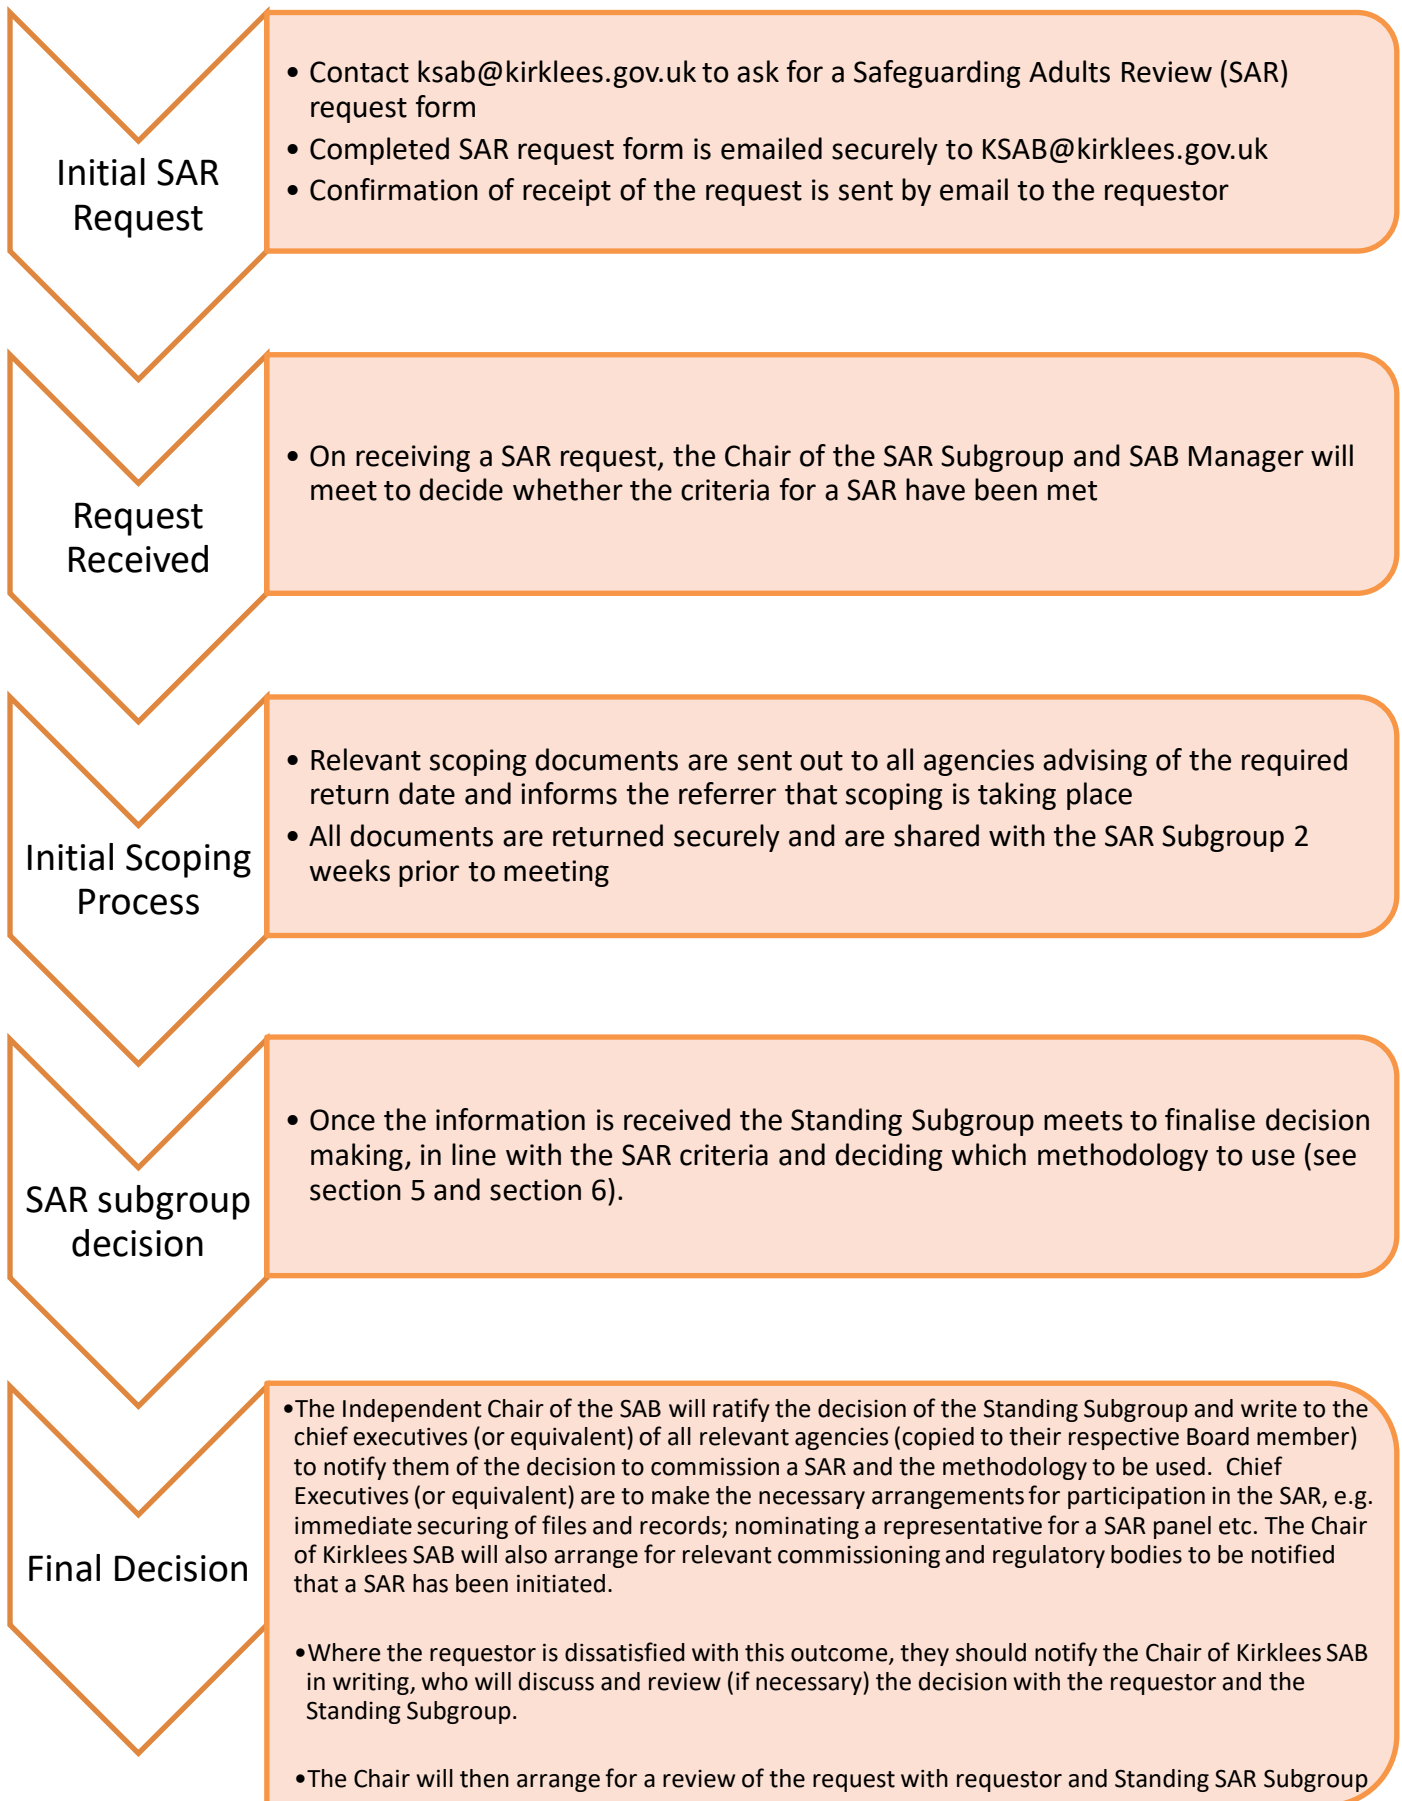 Initial SAR
Request
• Contact ksab@kirklees.gov.uk to ask for a Safeguarding Adults Review (SAR)
request form
• Completed SAR request form is emailed securely to KSAB@kirklees.gov.uk
• Confirmation of receipt of the request is sent by email to the requestor
Request
Received
• On receiving a SAR request, the Chair of the SAR Subgroup and SAB Manager will
meet to decide whether the criteria for a SAR have been met
Initial Scoping
Process
• Relevant scoping documents are sent out to all agencies advising of the required
return date and informs the referrer that scoping is taking place
• All documents are returned securely and are shared with the SAR Subgroup 2
weeks prior to meeting
SAR subgroup
decision
• Once the information is received the Standing Subgroup meets to finalise decision
making, in line with the SAR criteria and deciding which methodology to use (see
section 5 and section 6).
Final Decision
•The Independent Chair of the SAB will ratify the decision of the Standing Subgroup and write to the
chief executives (or equivalent) of all relevant agencies (copied to their respective Board member)
to notify them of the decision to commission a SAR and the methodology to be used.  Chief
Executives (or equivalent) are to make the necessary arrangements for participation in the SAR, e.g.
immediate securing of files and records; nominating a representative for a SAR panel etc. The Chair
of Kirklees SAB will also arrange for relevant commissioning and regulatory bodies to be notified
that a SAR has been initiated.
•Where the requestor is dissatisfied with this outcome, they should notify the Chair of Kirklees SAB
in writing, who will discuss and review (if necessary) the decision with the requestor and the
Standing Subgroup.
•The Chair will then arrange for a review of the request with requestor and Standing SAR Subgroup